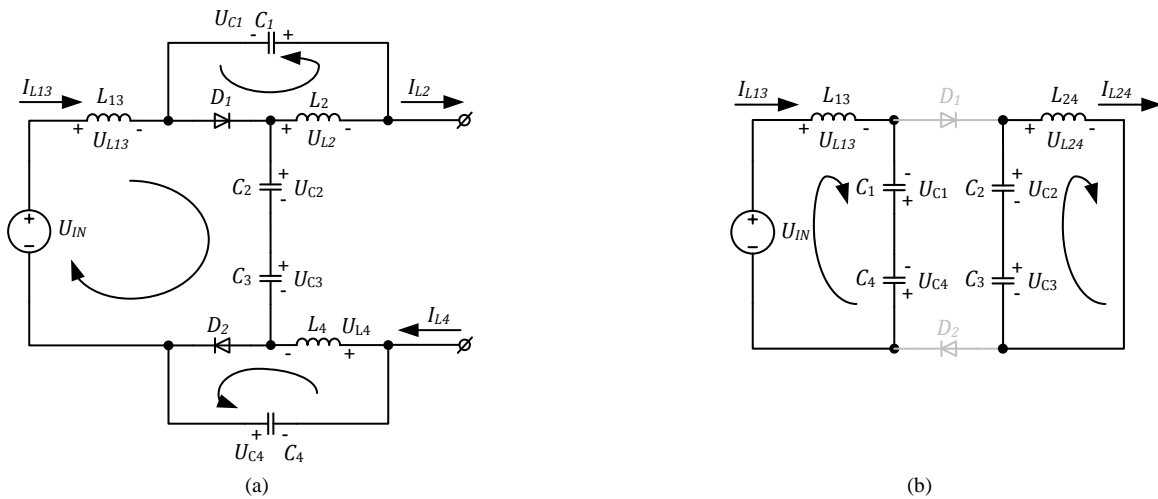 U_C1 C_1
- +
I_L13 L_13 D_1 L_2 I_L2
+ - + -
U_L13 U_L2
C_2 + U_C2
-
+ U_IN
−
C_3 + U_C3
-
D_2 L_4 U_L4 I_L4
- +
+ -
U_C4 C_4
(a)
I_L13 L_13 D_1 L_24 I_L24
+ - + -
U_L13 U_L24
C_1 - U_C1 C_2 + U_C2
+ -
+ U_IN
−
C_4 - U_C4 C_3 + U_C3
+ -
D_2
(b)